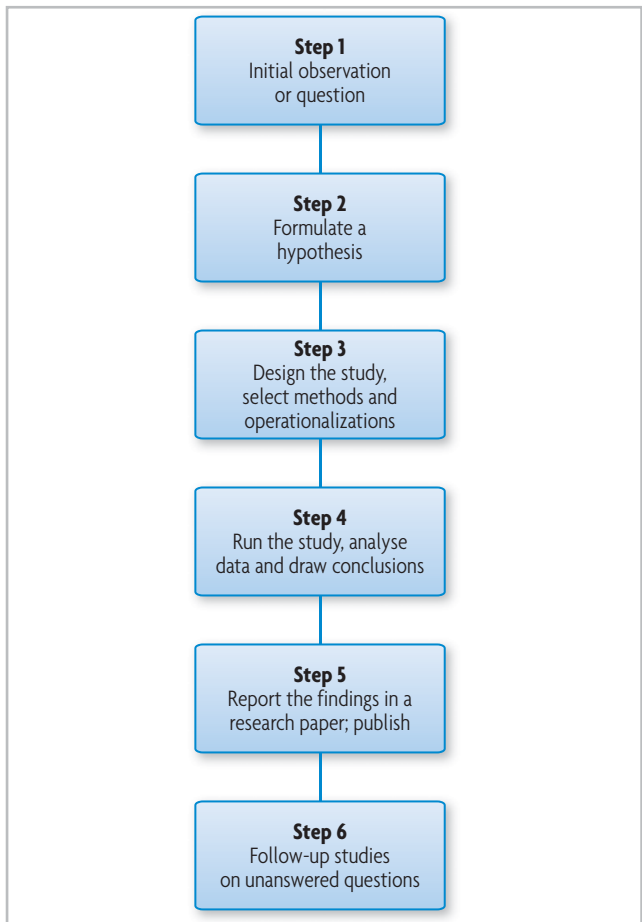 Step 1
Initial observation
or question
Step 2
Formulate a
hypothesis
Step 3
Design the study,
select methods and
operationalizations
Step 4
Run the study, analyse
data and draw conclusions
Step 5
Report the findings in a
research paper; publish
Step 6
Follow-up studies
on unanswered questions